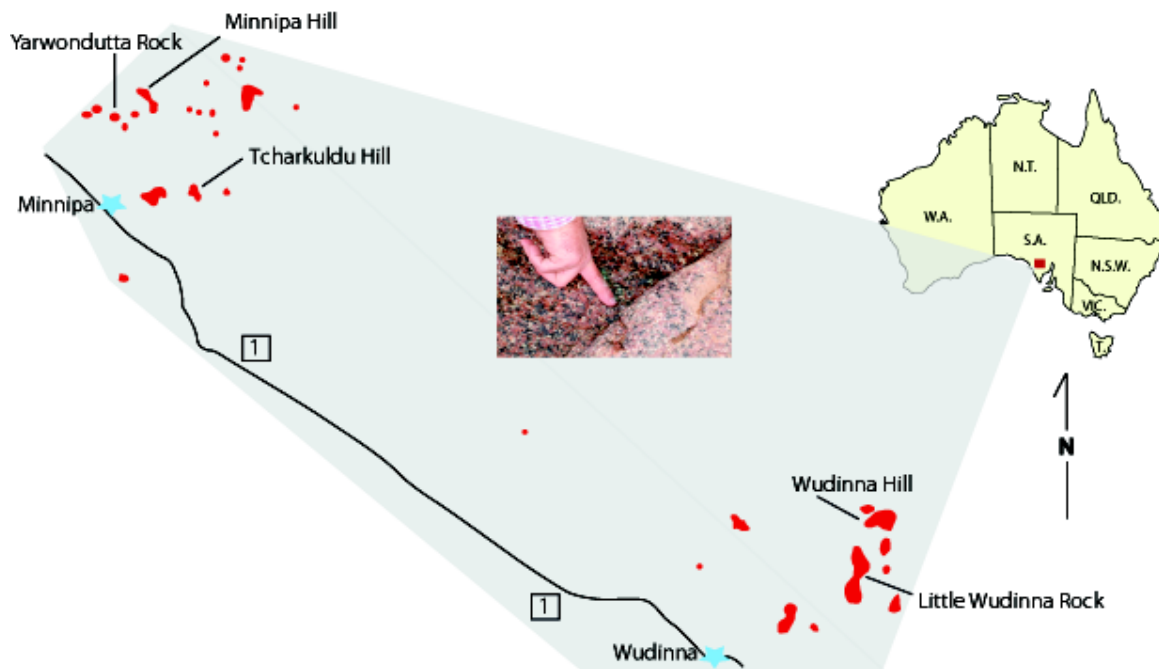 Minnipa Hill
Yarwondutta Rock
Tcharkuldu Hill
Minnipa
1
1
Wudinna
Wudinna Hill
Little Wudinna Rock
N.T.
QLD.
W.A.
S.A.
N.S.W.
VIC.
T.
N